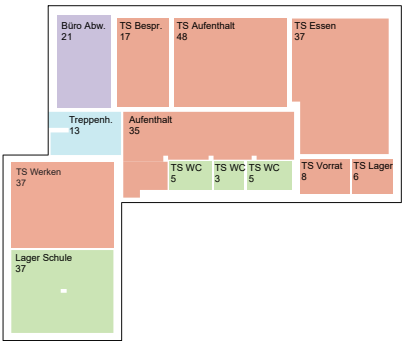 Büro Abw.
21
TS Bespr.
17
TS Aufenthalt
48
TS Essen
37
Treppenh.
13
Aufenthalt
35
TS WC
5
TS WC
3
TS WC
5
TS Vorrat
8
TS Lager
6
TS Werken
37
Lager Schule
37